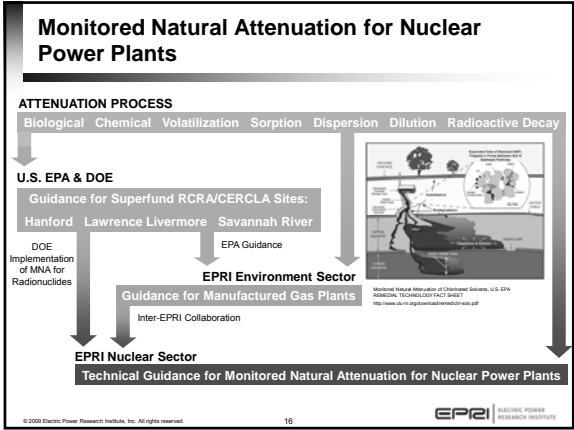 Monitored Natural Attenuation for Nuclear
Power Plants
ATTENUATION PROCESS
Biological Chemical Volatilization Sorption Dispersion Dilution Radioactive Decay
U.S. EPA & DOE
Guidance for Superfund RCRA/CERCLA Sites:
Hanford Lawrence Livermore Savannah River
DOE
Implementation
of MNA for
Radionuclides
EPA Guidance
EPRI Environment Sector
Guidance for Manufactured Gas Plants
Inter-EPRI Collaboration
Monitored Natural Attenuation of Chlorinated Solvents, U.S. EPA
REMEDIAL TECHNOLOGY FACT SHEET
EPRI Nuclear Sector
Technical Guidance for Monitored Natural Attenuation for Nuclear Power Plants
© 2009 Electric Power Research Institute, Inc. All rights reserved.
16
EPRI
ELECTRIC POWER
RESEARCH INSTITUTE